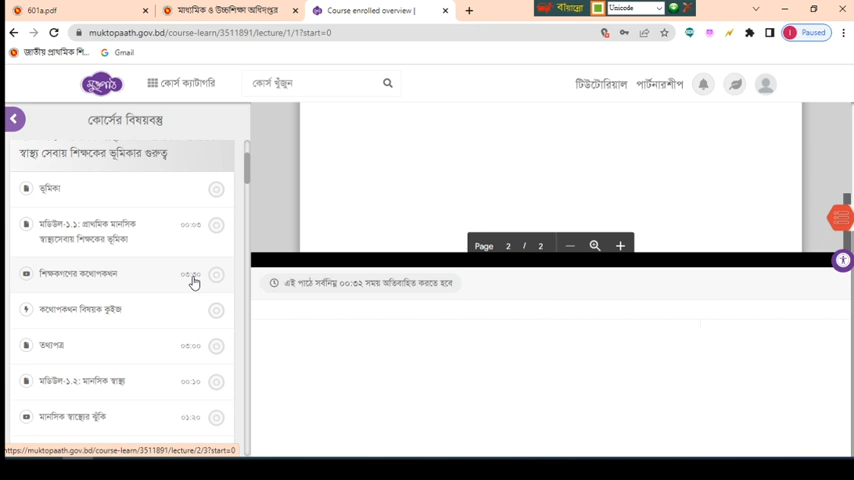 601a.pdf
মাধ্যমিক ও উচ্চশিক্ষা অধিদপ্তর
Course enrolled overview |
বায়ান্নো
Unicode
muktopaath.gov.bd/course-learn/3511891/lecture/1/1?start=0
Paused
জাতীয় প্রাথমিক শি...
Gmail
মুক্তপাঠ
কোর্স ক্যাটাগরি
কোর্স খুঁজুন
টিউটোরিয়াল
পার্টনারশীপ
কোর্সের বিষয়বস্তু
স্বাস্থ্য সেবায় শিক্ষকের ভূমিকার গুরুত্ব
ভূমিকা
মডিউল-১.১: প্রাথমিক মানসিক
০০:০৩
স্বাস্থ্যসেবায় শিক্ষকের ভূমিকা
শিক্ষকগণের কথোপকথন
কথোপকথন বিষয়ক কুইজ
তথ্যপত্র
০৩:০০
মডিউল-১.২: মানসিক স্বাস্থ্য
০০:১০
মানসিক স্বাস্থ্যের ঝুঁকি
০১:২০
Page 2 / 2
এই পাঠে সর্বনিম্ন ০০:৩২ সময় অতিবাহিত করতে হবে
https://muktopaath.gov.bd/course-learn/3511891/lecture/2/3?start=0